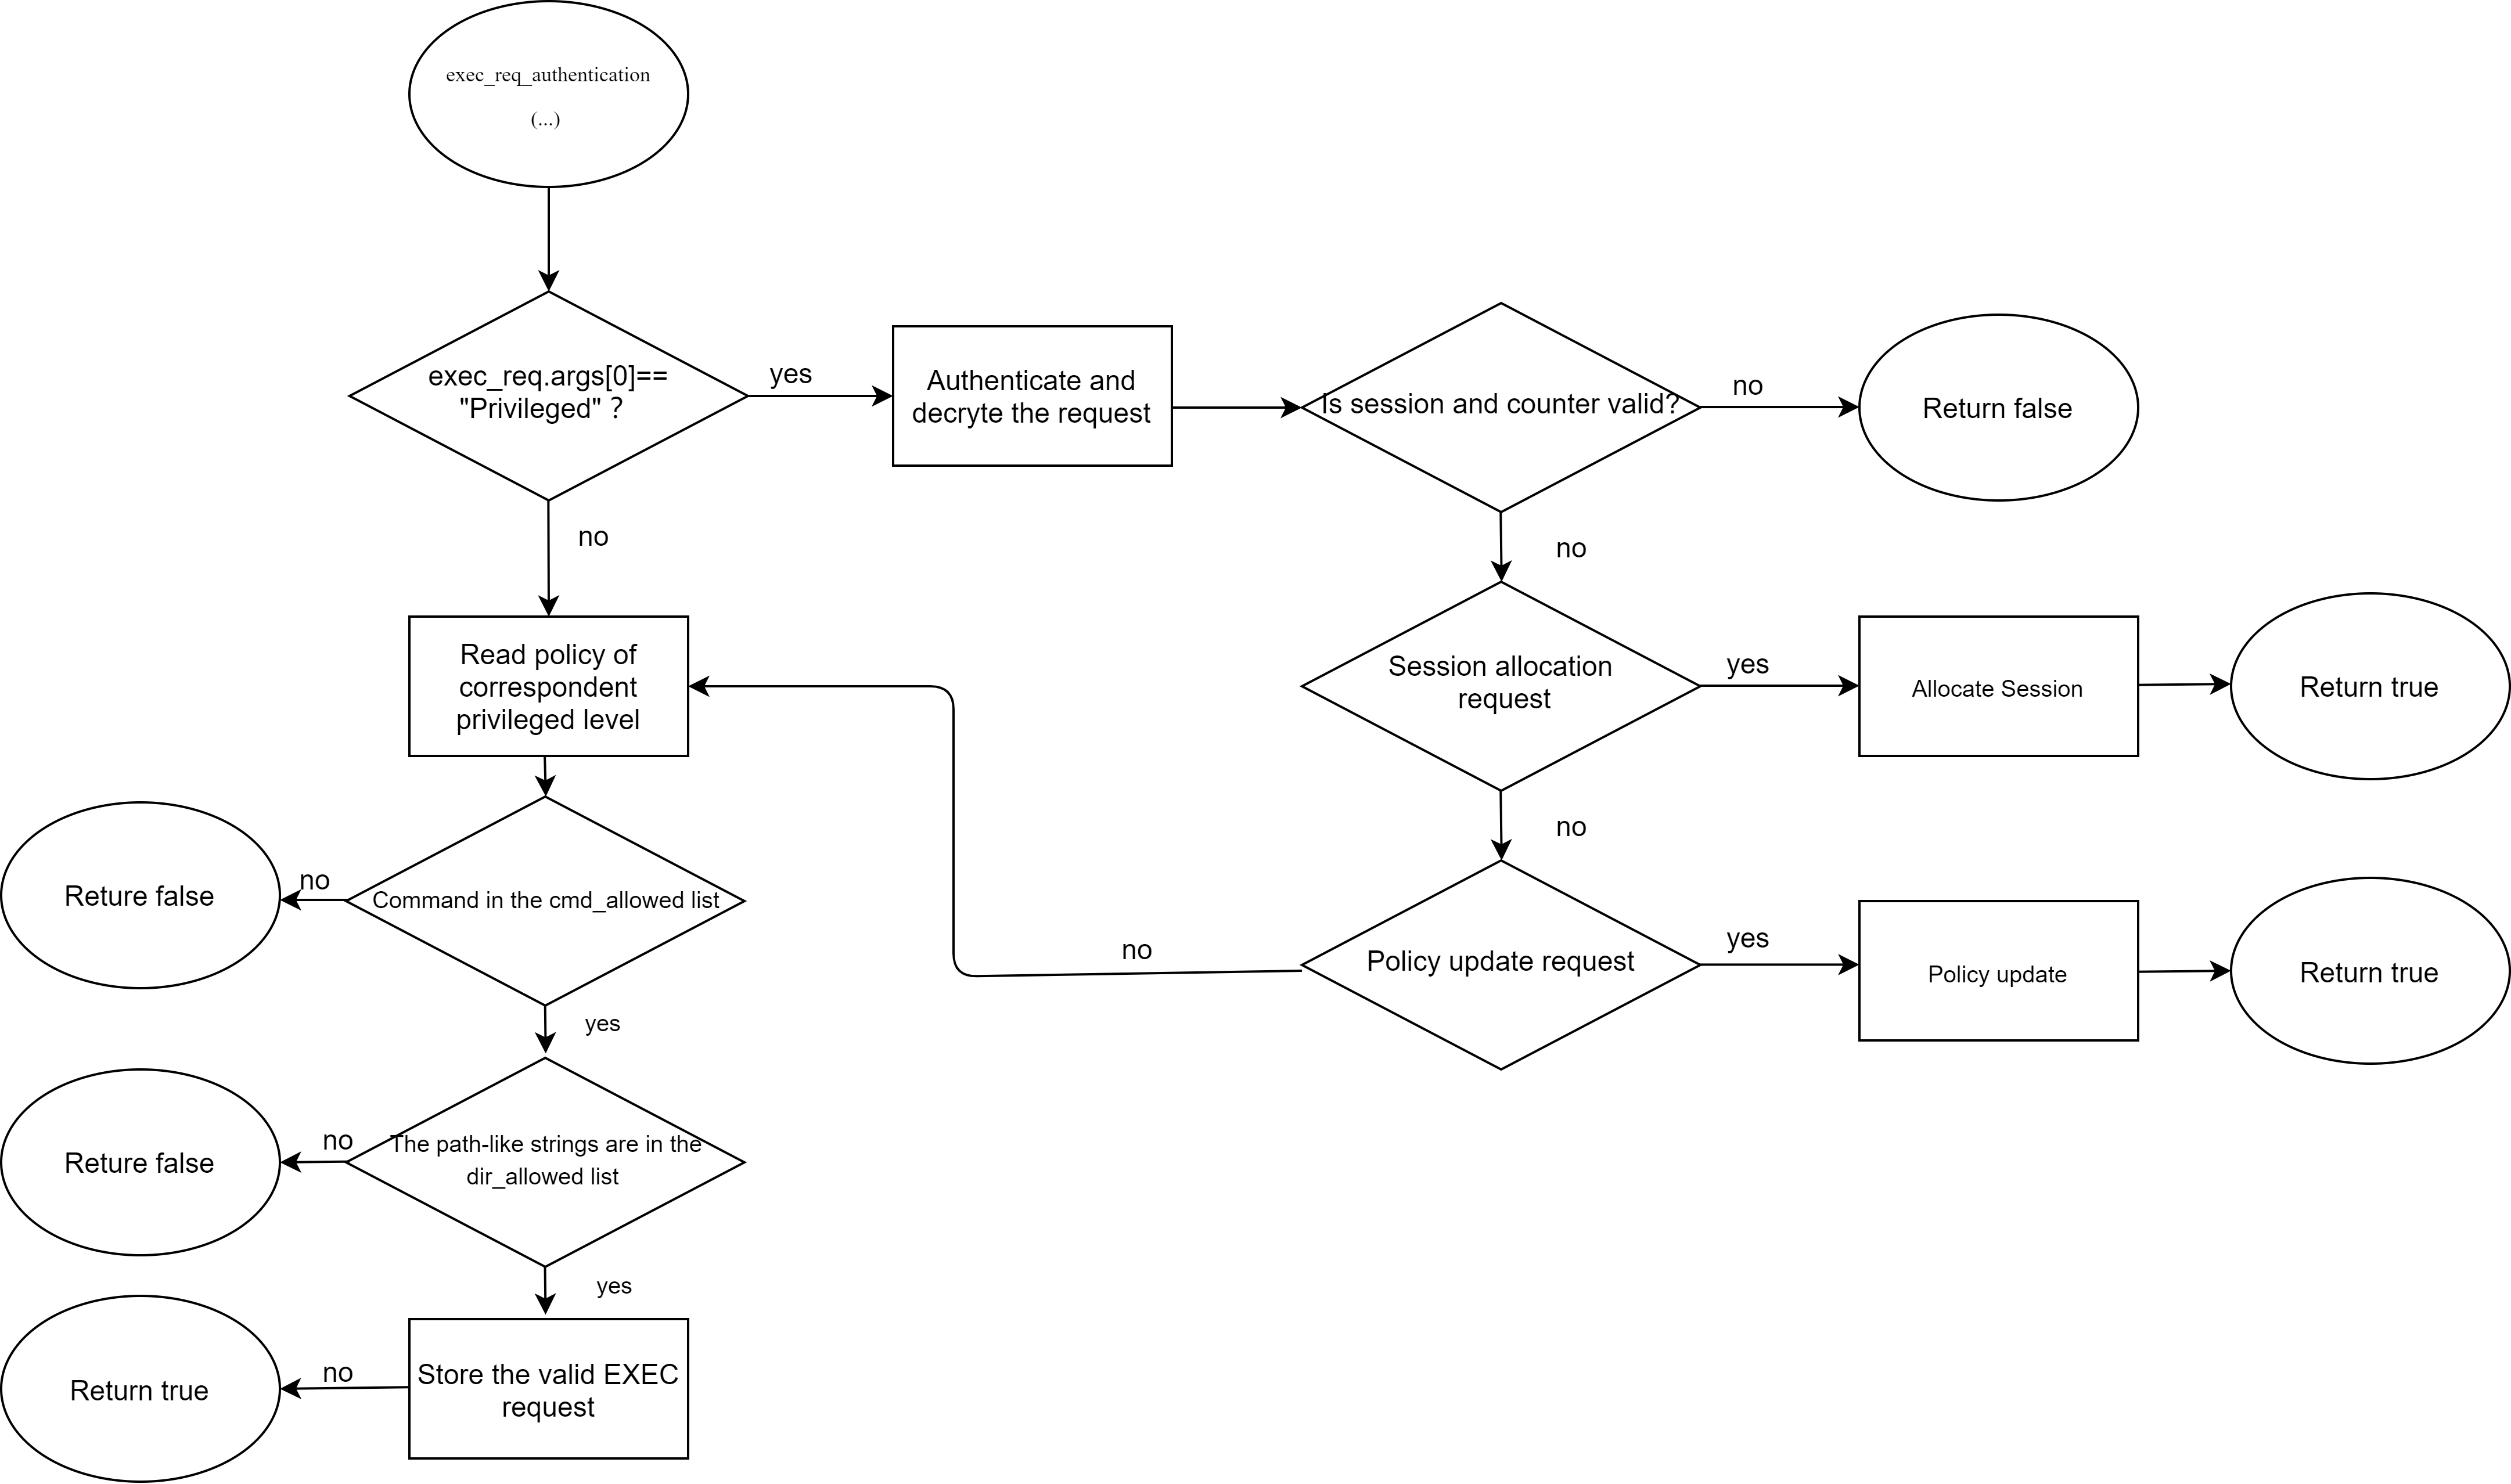 exec_req_authentication
(...)
exec_req.args[0]==
"Privileged" ?
yes
Authenticate and
decryte the request
Is session and counter valid?
no
Return false
no
no
Read policy of
correspondent
privileged level
Session allocation
request
yes
Allocate Session
Return true
no
Policy update request
yes
Policy update
Return true
no
Command in the cmd_allowed list
no
Reture false
yes
The path-like strings are in the
dir_allowed list
no
Reture false
yes
Store the valid EXEC
request
no
Return true